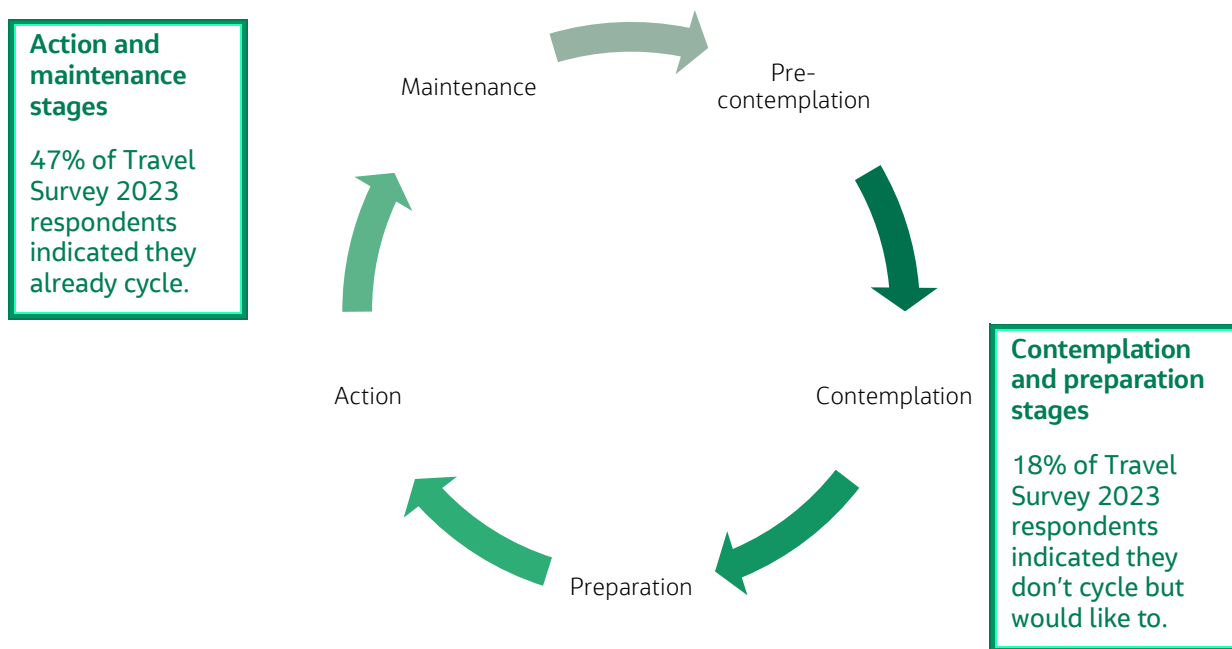 Action and
maintenance
stages
47% of Travel
Survey 2023
respondents
indicated they
already cycle.
Maintenance
Pre-
contemplation
Action
Contemplation
Preparation
Contemplation
and preparation
stages
18% of Travel
Survey 2023
respondents
indicated they
don't cycle but
would like to.